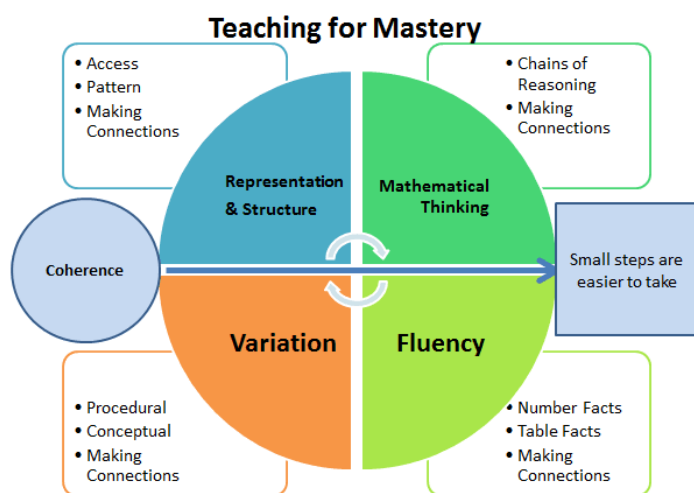 Teaching for Mastery
• Access
• Pattern
• Making
Connections
• Chains of
Reasoning
• Making
Connections
Representation
& Structure
Mathematical
Thinking
Coherence
Small steps are
easier to take
Variation
Fluency
• Procedural
• Conceptual
• Making
Connections
• Number Facts
• Table Facts
• Making
Connections